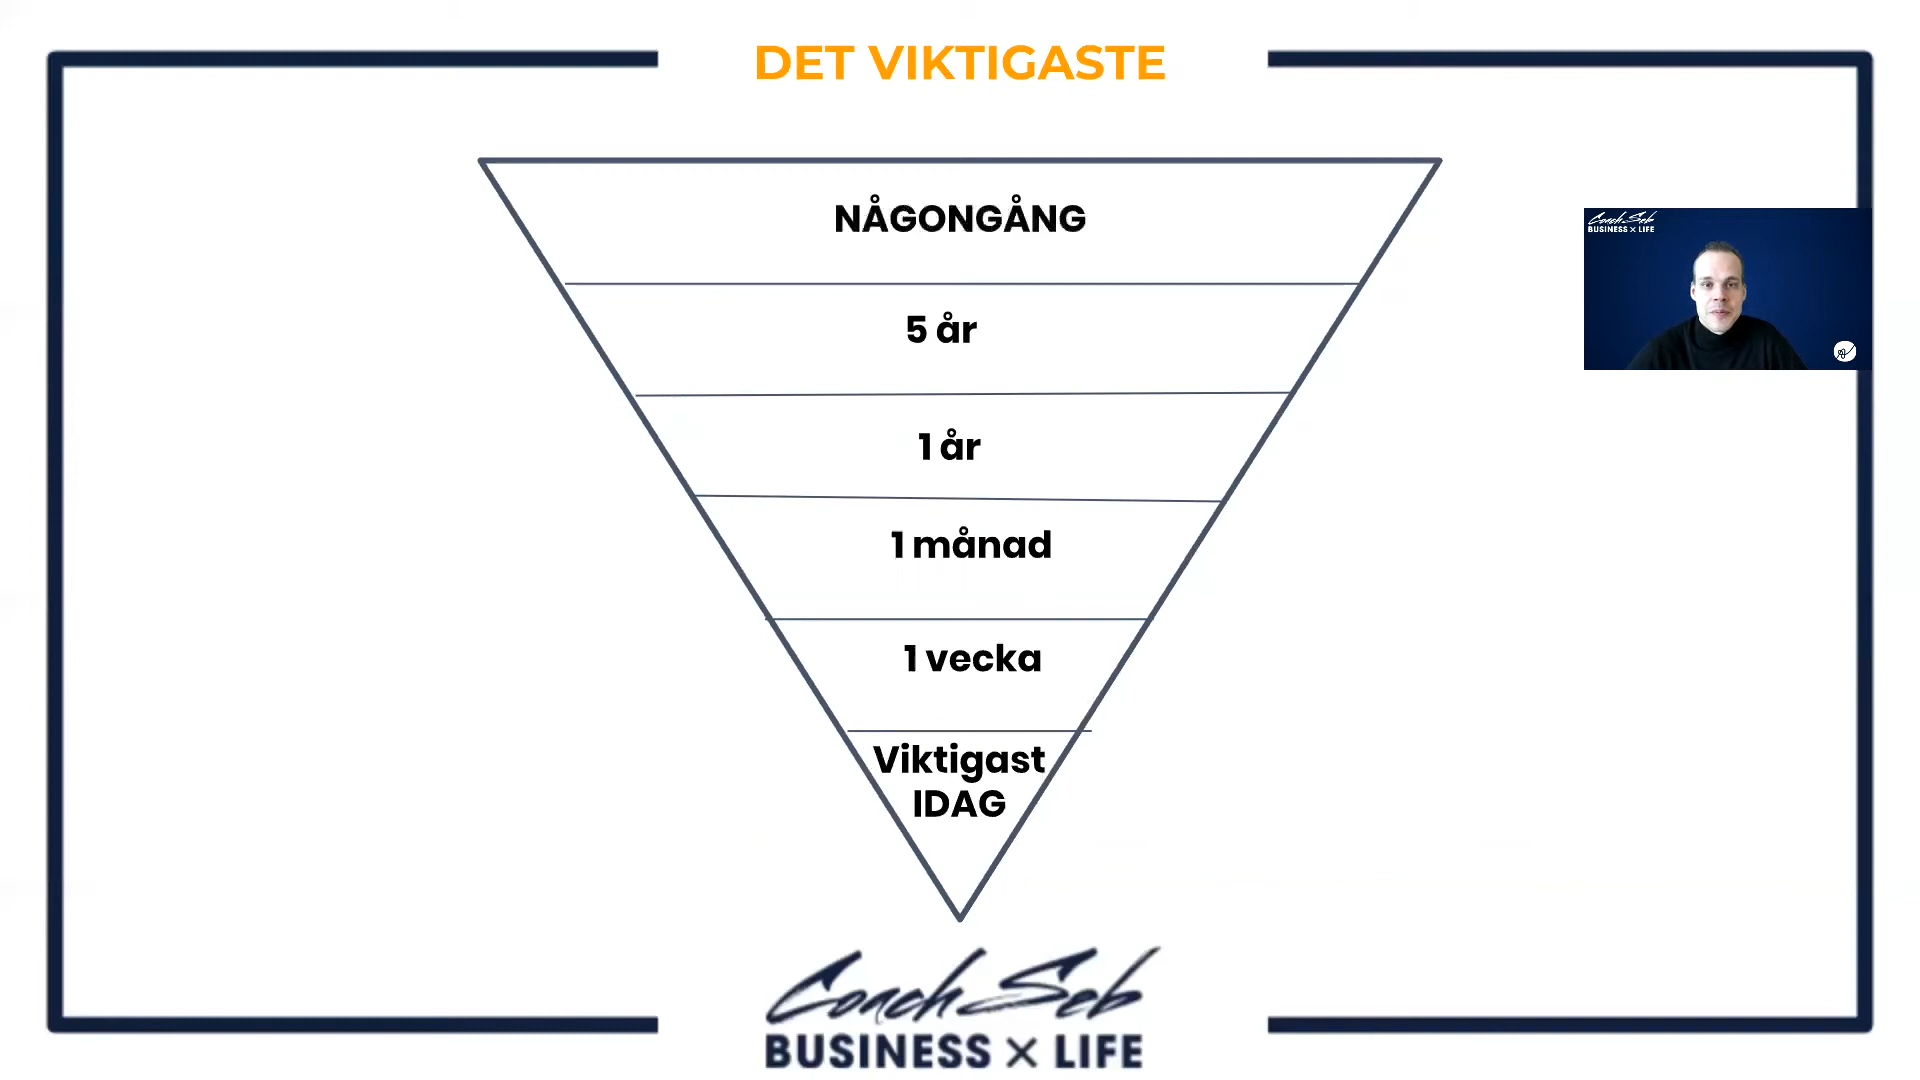 DET VIKTIGASTE
NÅGONGÅNG
5 år
1 år
1 månad
1 vecka
Viktigast
IDAG
Coach Seb
BUSINESS X LIFE
Coach Seb
BUSINESS X LIFE